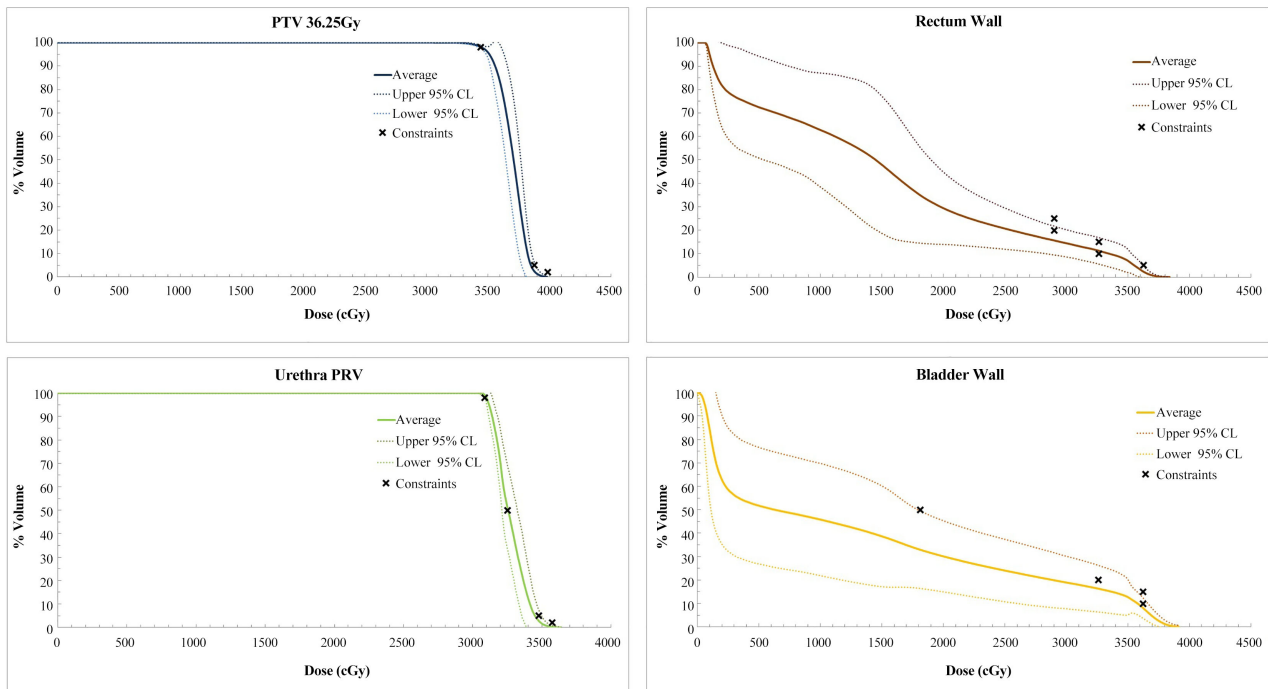 PTV 36.25Gy
100
90
80
70
60
50
40
30
20
10
0
% Volume
Average
Upper 95% CL
Lower 95% CL
Constraints
0 500 1000 1500 2000 2500 3000 3500 4000 4500
Dose (cGy)
Rectum Wall
100
90
80
70
60
50
40
30
20
10
0
% Volume
Average
Upper 95% CL
Lower 95% CL
Constraints
0 500 1000 1500 2000 2500 3000 3500 4000 4500
Dose (cGy)
Urethra PRV
100
90
80
70
60
50
40
30
20
10
0
% Volume
Average
Upper 95% CL
Lower 95% CL
Constraints
0 500 1000 1500 2000 2500 3000 3500 4000 4500
Dose (cGy)
Bladder Wall
100
90
80
70
60
50
40
30
20
10
0
% Volume
Average
Upper 95% CL
Lower 95% CL
Constraints
0 500 1000 1500 2000 2500 3000 3500 4000 4500
Dose (cGy)